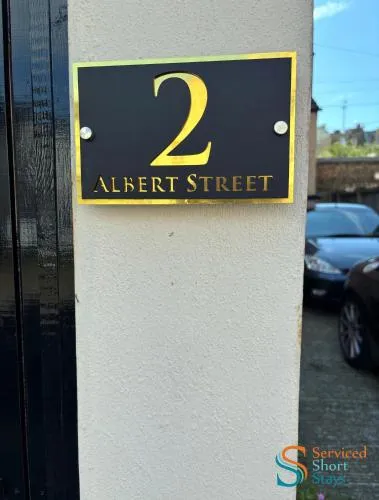 2
ALBERT STREET
Serviced
Short
Stays